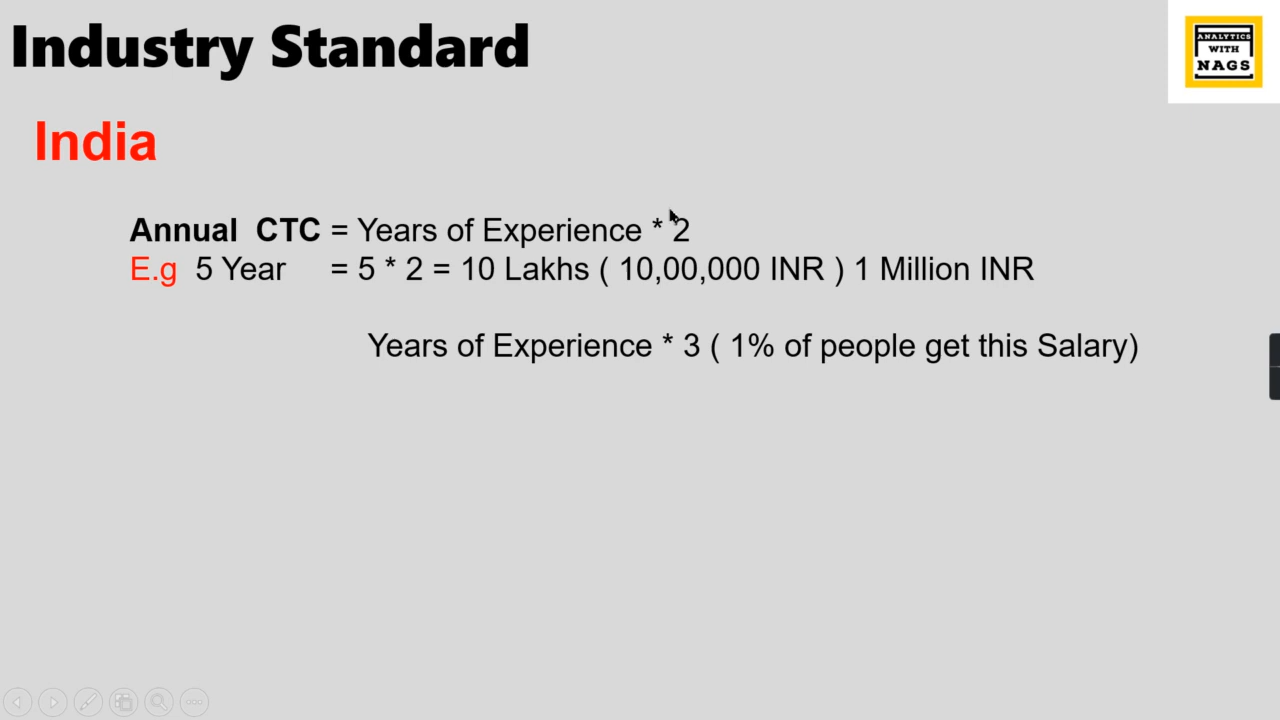 Industry Standard
ANALYTICS
WITH
NAGS
India
Annual CTC = Years of Experience * 2
E.g 5 Year = 5 * 2 = 10 Lakhs ( 10,00,000 INR ) 1 Million INR
Years of Experience * 3 ( 1% of people get this Salary)